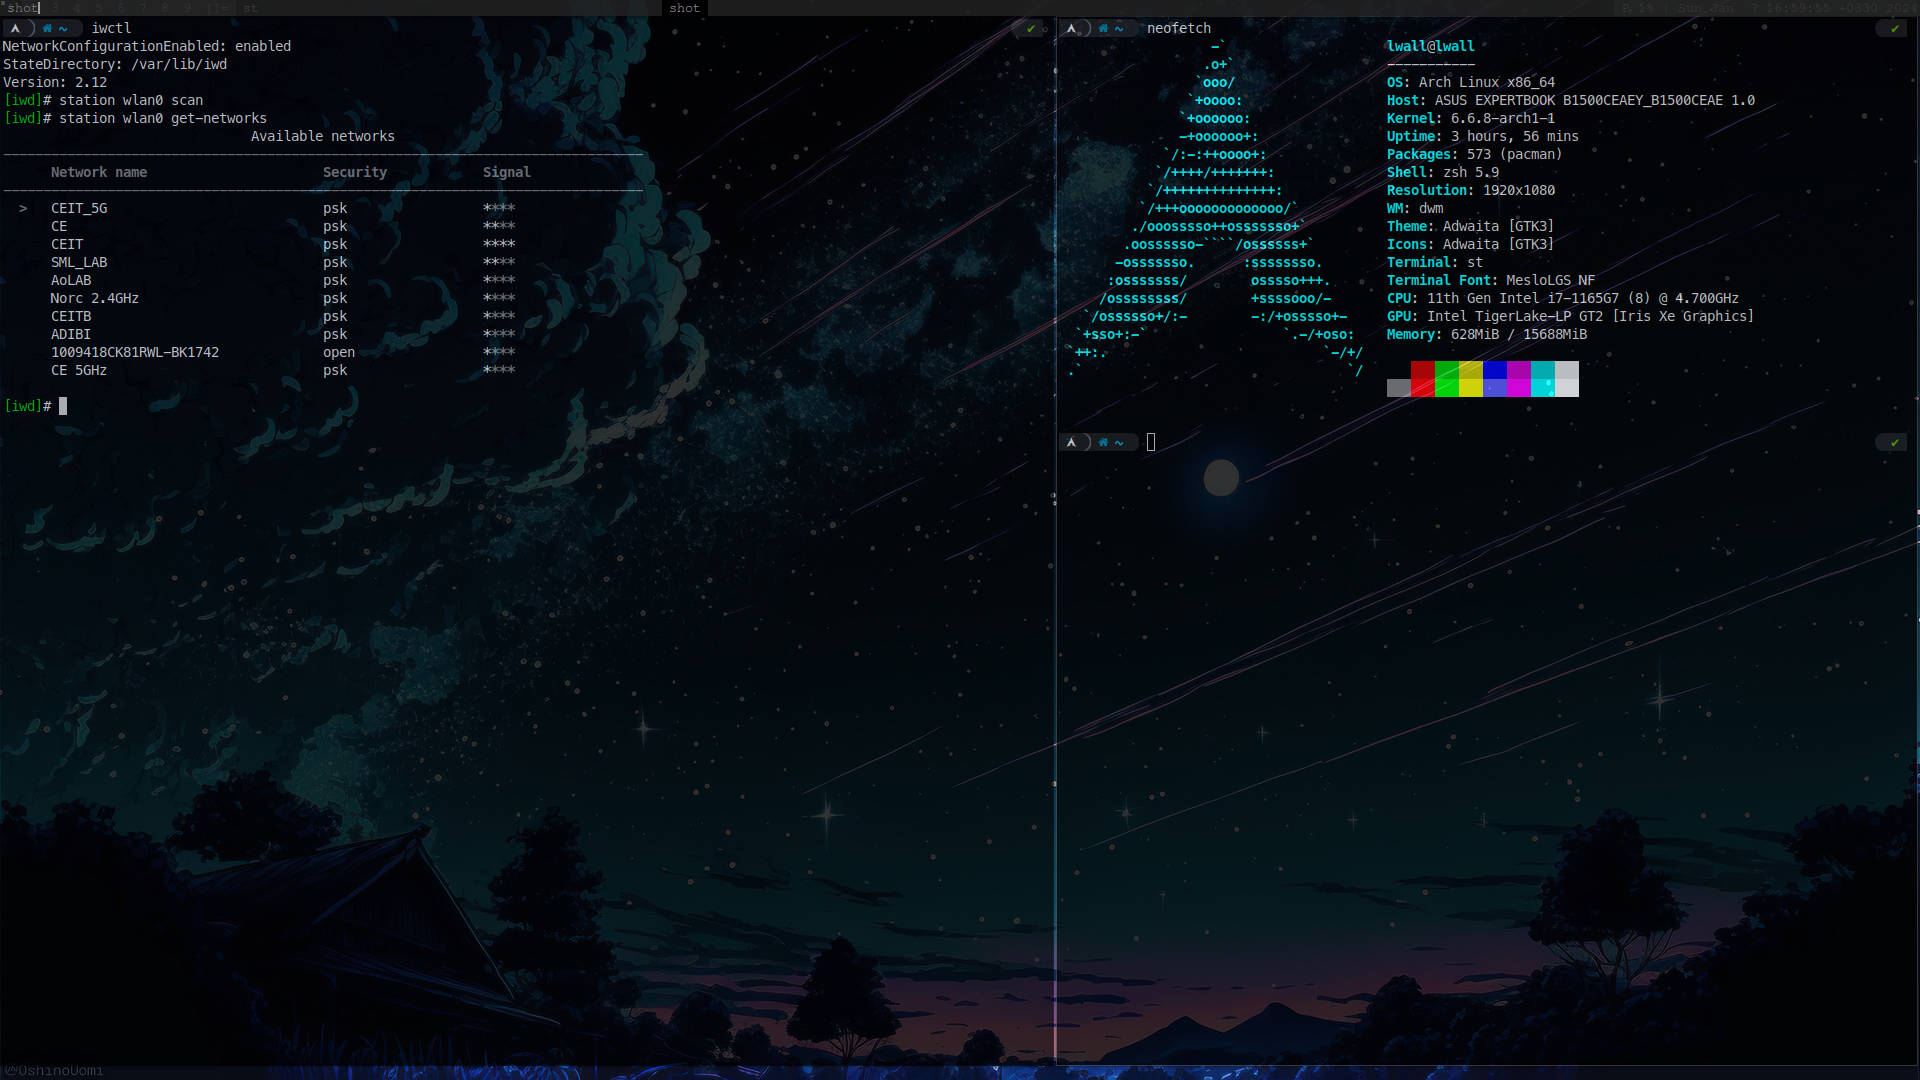 shot 3 4 5 6 7 8 9 []= st shot Sun Jan 7 16:59:55 +0330 2024
~ iwctl ✔
NetworkConfigurationEnabled: enabled
StateDirectory: /var/lib/iwd
Version: 2.12
[iwd]# station wlan0 scan
[iwd]# station wlan0 get-networks
Available networks
Network name Security Signal
> CEIT_5G psk ****
CE psk ****
CEIT psk ****
SML_LAB psk ****
AoLAB psk ****
Norc 2.4GHz psk ****
CEITB psk ****
ADIBI psk ****
1009418CK81RWL-BK1742 open ****
CE 5GHz psk ****
[iwd]#
~ neofetch ✔
lwall@lwall
-----------
OS: Arch Linux x86_64
Host: ASUS EXPERTBOOK B1500CEAEY_B1500CEAE 1.0
Kernel: 6.6.8-arch1-1
Uptime: 3 hours, 56 mins
Packages: 573 (pacman)
Shell: zsh 5.9
Resolution: 1920x1080
WM: dwm
Theme: Adwaita [GTK3]
Icons: Adwaita [GTK3]
Terminal: st
Terminal Font: MesloLGS NF
CPU: 11th Gen Intel i7-1165G7 (8) @ 4.700GHz
GPU: Intel TigerLake-LP GT2 [Iris Xe Graphics]
Memory: 628MiB / 15688MiB
~ ✔
@OshinoUomi